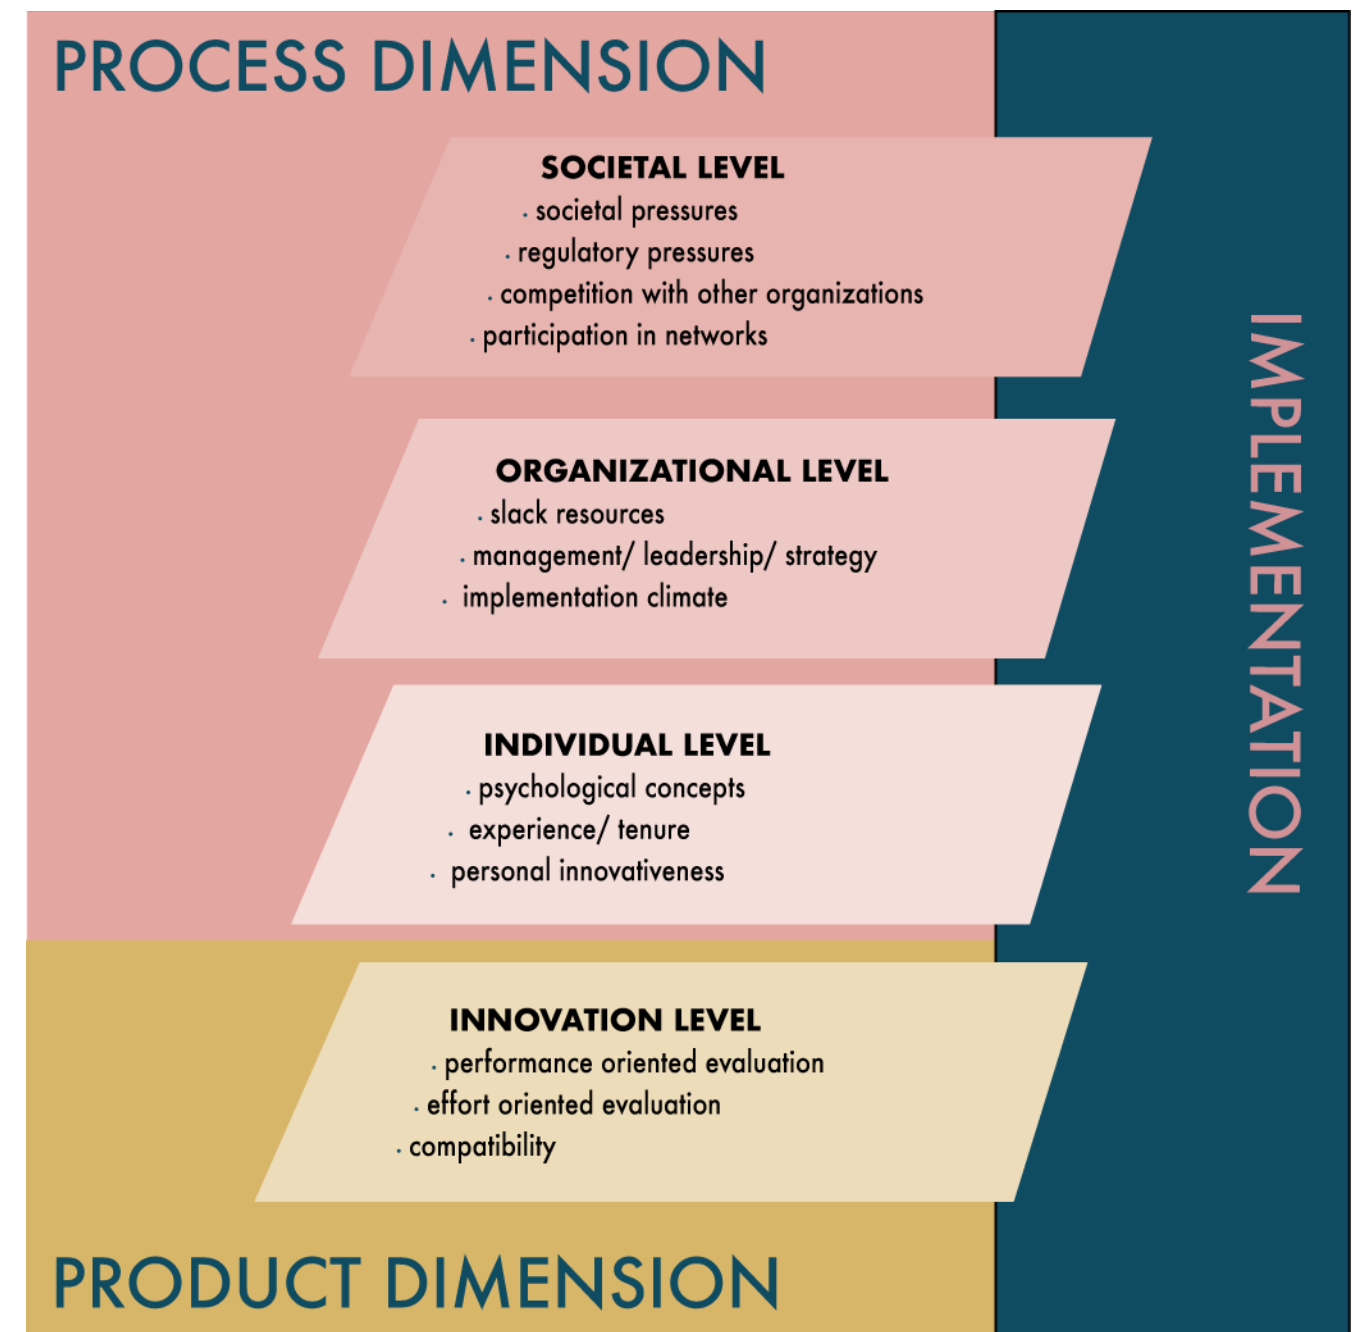 PROCESS DIMENSION
SOCIETAL LEVEL
· societal pressures
· regulatory pressures
· competition with other organizations
· participation in networks
ORGANIZATIONAL LEVEL
· slack resources
· management/ leadership/ strategy
· implementation climate
INDIVIDUAL LEVEL
· psychological concepts
· experience/ tenure
· personal innovativeness
INNOVATION LEVEL
· performance oriented evaluation
· effort oriented evaluation
· compatibility
PRODUCT DIMENSION
IMPLEMENTATION